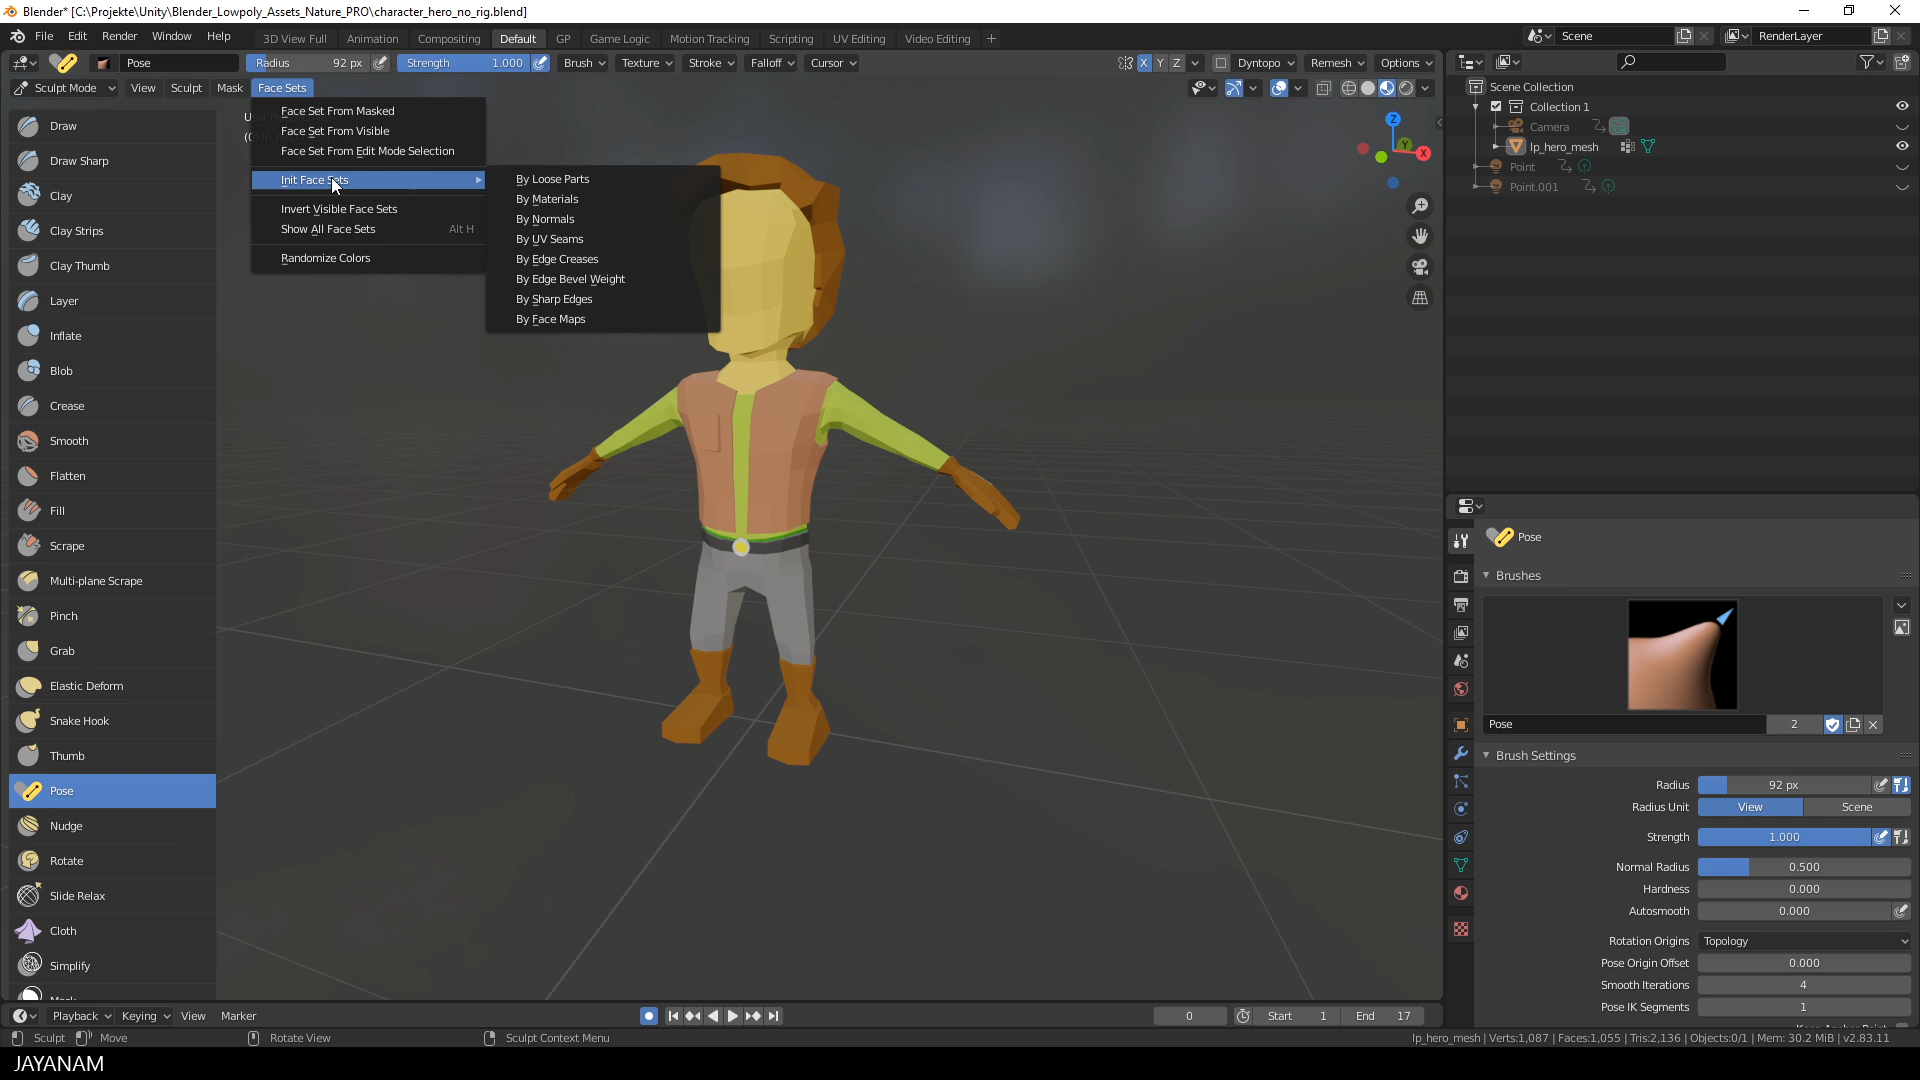 Blender* [C:\Projekte\Unity\Blender_Lowpoly_Assets_Nature_PRO\character_hero_no_rig.blend]
File Edit Render Window Help 3D View Full Animation Compositing Default GP Game Logic Motion Tracking Scripting UV Editing Video Editing + Scene RenderLayer
Pose Radius 92 px Strength 1.000 Brush Texture Stroke Falloff Cursor X Y Z Dyntopo Remesh Options
Sculpt Mode View Sculpt Mask Face Sets
Face Set From Masked
Face Set From Visible
Face Set From Edit Mode Selection
Init Face Sets
Invert Visible Face Sets
Show All Face Sets Alt H
Randomize Colors
By Loose Parts
By Materials
By Normals
By UV Seams
By Edge Creases
By Edge Bevel Weight
By Sharp Edges
By Face Maps
Z
Y
X
Draw
Draw Sharp
Clay
Clay Strips
Clay Thumb
Layer
Inflate
Blob
Crease
Smooth
Flatten
Fill
Scrape
Multi-plane Scrape
Pinch
Grab
Elastic Deform
Snake Hook
Thumb
Pose
Nudge
Rotate
Slide Relax
Cloth
Simplify
Scene Collection
Collection 1
Camera
lp_hero_mesh
Point
Point.001
Pose
Brushes
Pose 2
Brush Settings
Radius 92 px
Radius Unit View Scene
Strength 1.000
Normal Radius 0.500
Hardness 0.000
Autosmooth 0.000
Rotation Origins Topology
Pose Origin Offset 0.000
Smooth Iterations 4
Pose IK Segments 1
Playback Keying View Marker 0 Start 1 End 17
Sculpt Move Rotate View Sculpt Context Menu lp_hero_mesh | Verts:1,087 | Faces:1,055 | Tris:2,136 | Objects:0/1 | Mem: 30.2 MiB | v2.83.11
JAYANAM